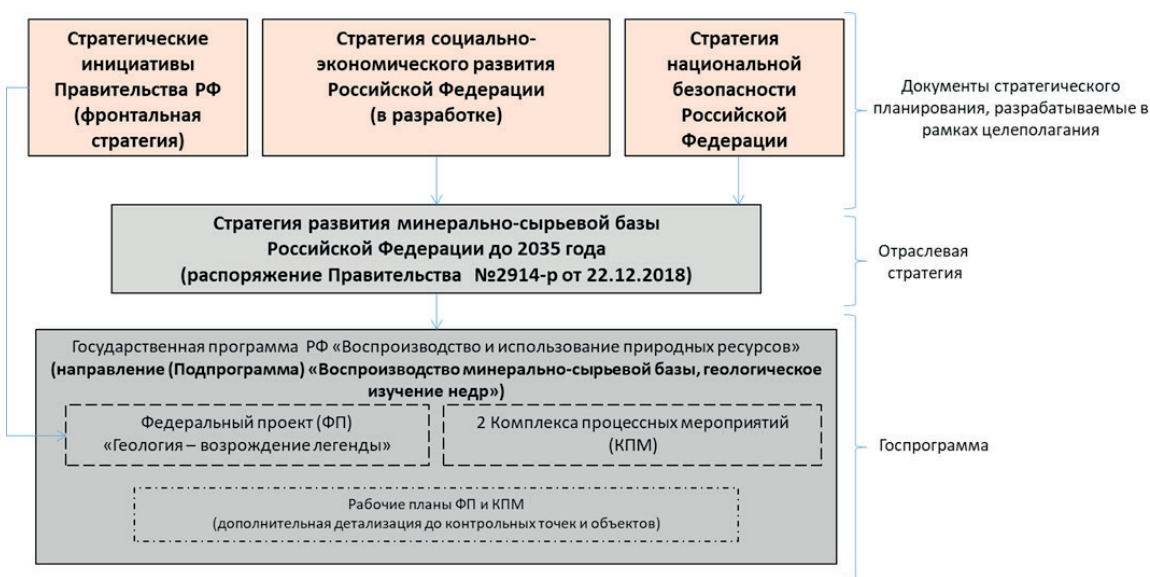 Стратегические
инициативы
Правительства РФ
(фронтальная
стратегия)
Стратегия социально-
экономического развития
Российской Федерации
(в разработке)
Стратегия
национальной
безопасности
Российской
Федерации
Документы стратегического
планирования, разрабатываемые в
рамках целеполагания
Стратегия развития минерально-сырьевой базы
Российской Федерации до 2035 года
(распоряжение Правительства №2914-р от 22.12.2018)
Отраслевая
стратегия
Государственная программа РФ «Воспроизводство и использование природных ресурсов»
(направление (Подпрограмма) «Воспроизводство минерально-сырьевой базы, геологическое
изучение недр»)
Федеральный проект (ФП)
«Геология – возрождение легенды»
2 Комплекса процессных мероприятий
(КПМ)
Рабочие планы ФП и КПМ
(дополнительная детализация до контрольных точек и объектов)
Госпрограмма